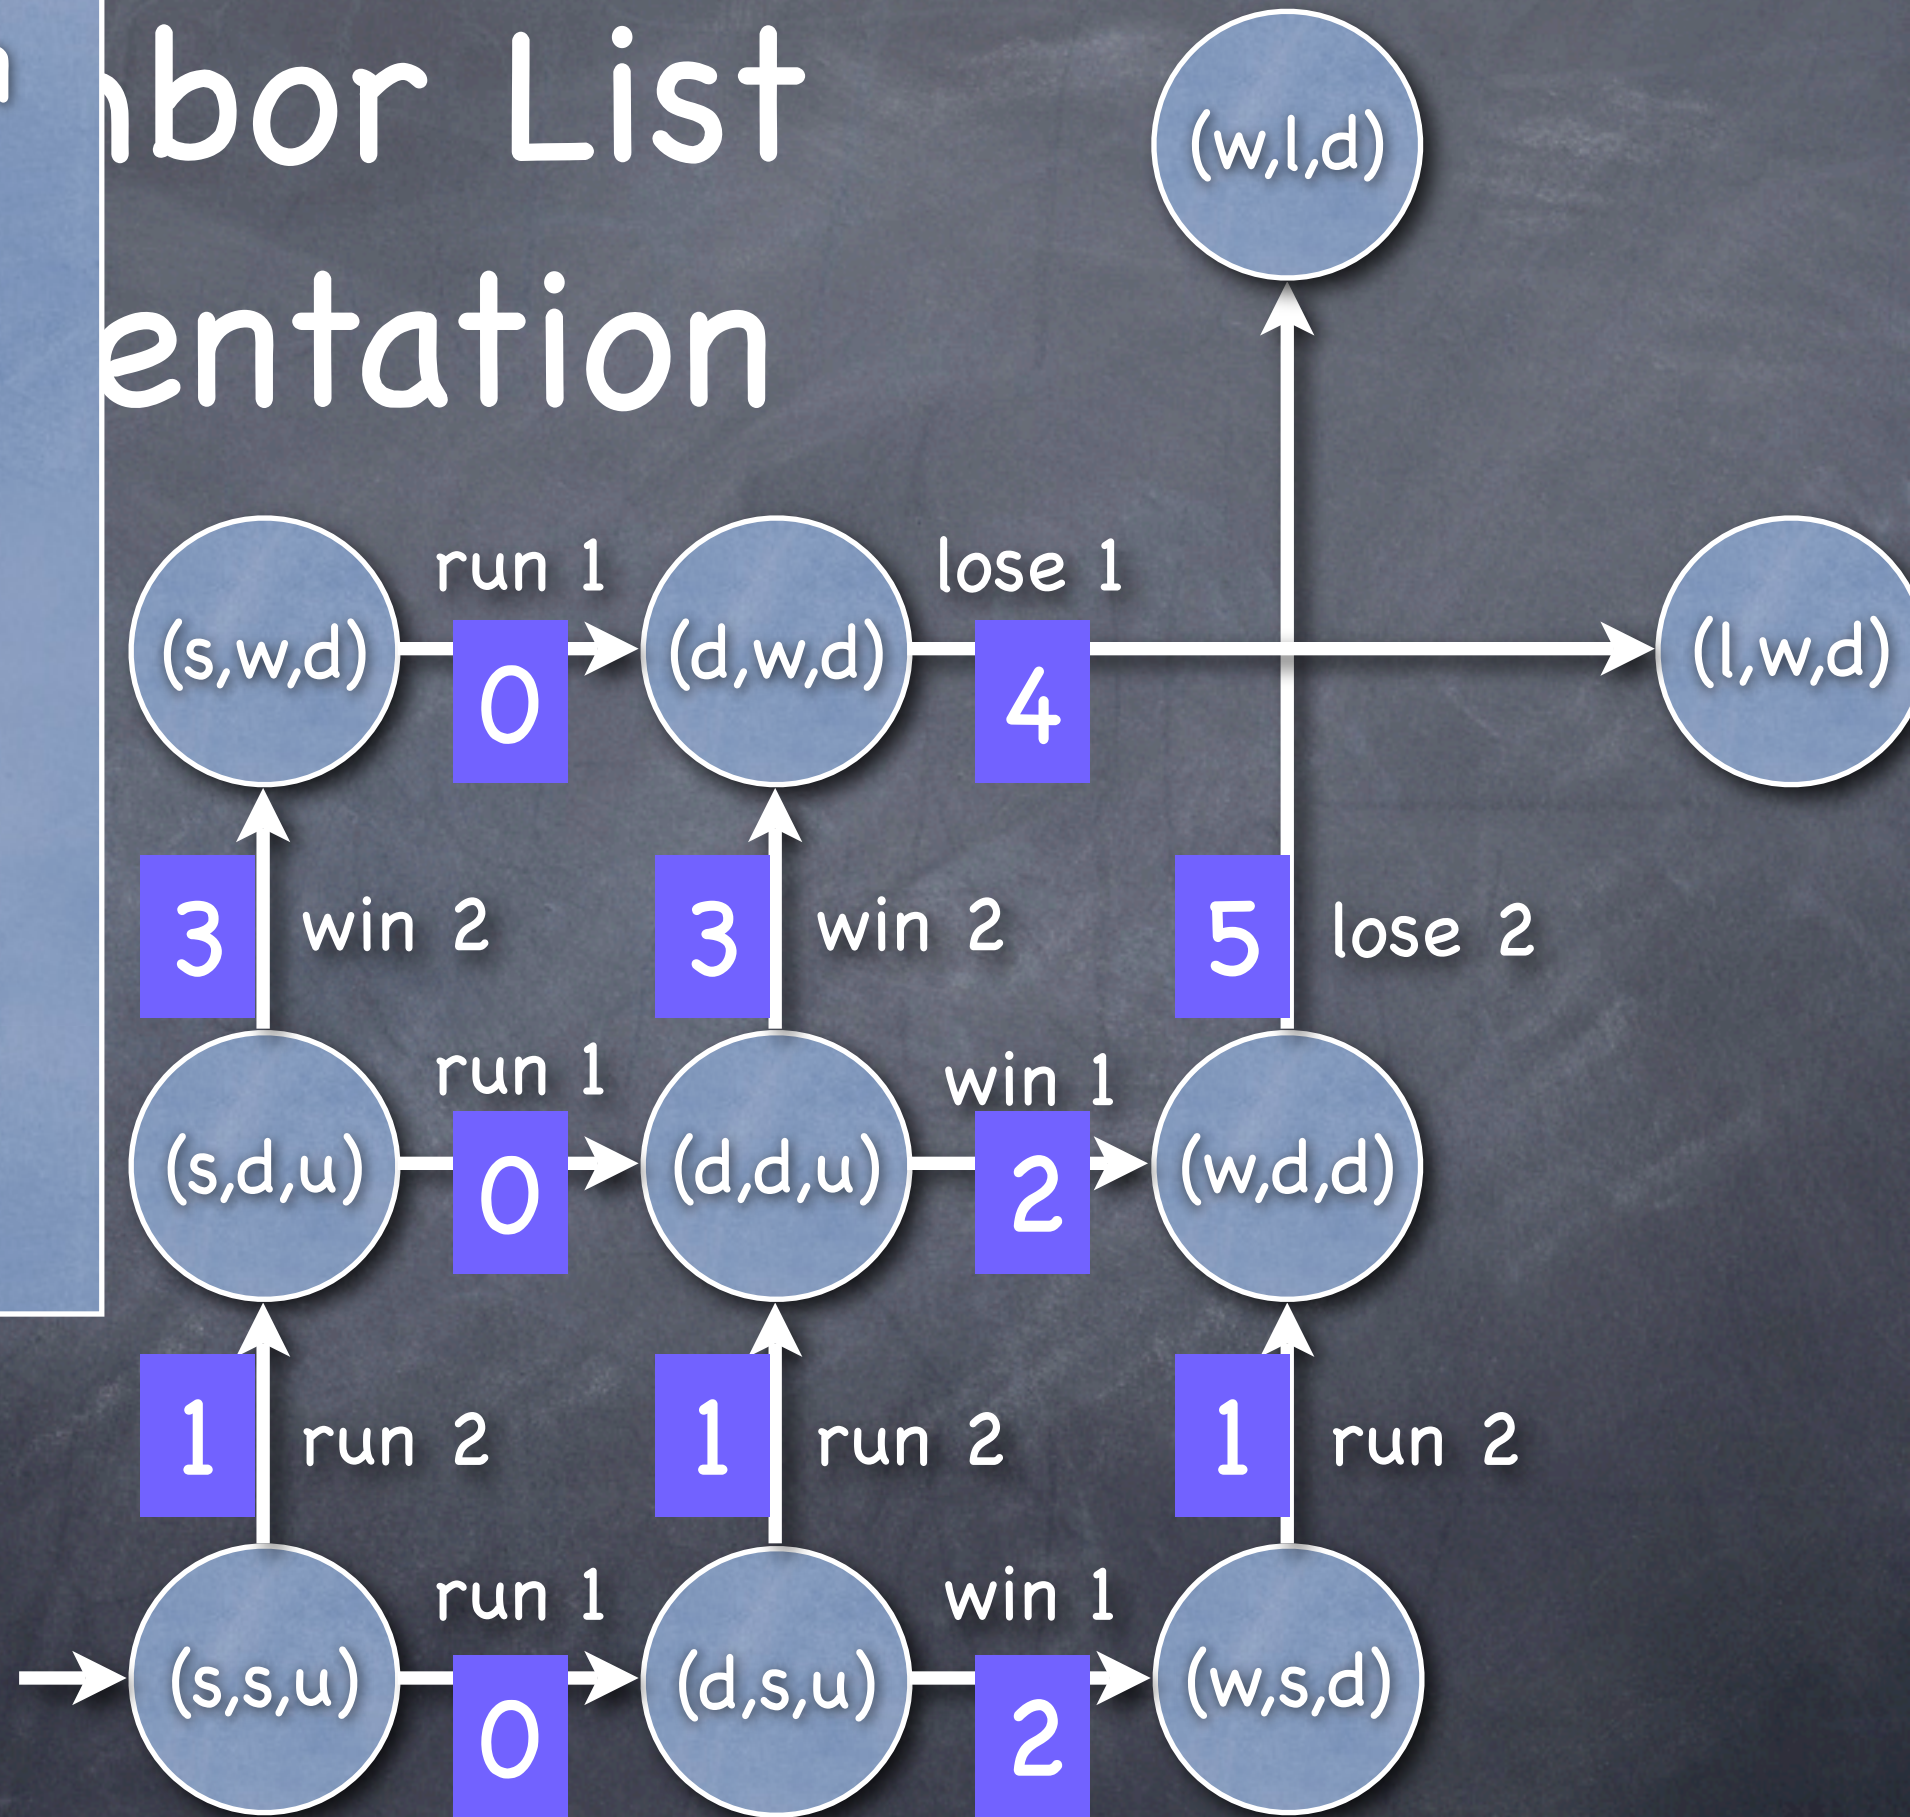 bor List
entation
(w,l,d)
run 1
lose 1
(s,w,d)
(d,w,d)
(l,w,d)
0
4
3
win 2
3
win 2
5
lose 2
run 1
win 1
(s,d,u)
(d,d,u)
(w,d,d)
0
2
1
run 2
1
run 2
1
run 2
run 1
win 1
(s,s,u)
(d,s,u)
(w,s,d)
0
2